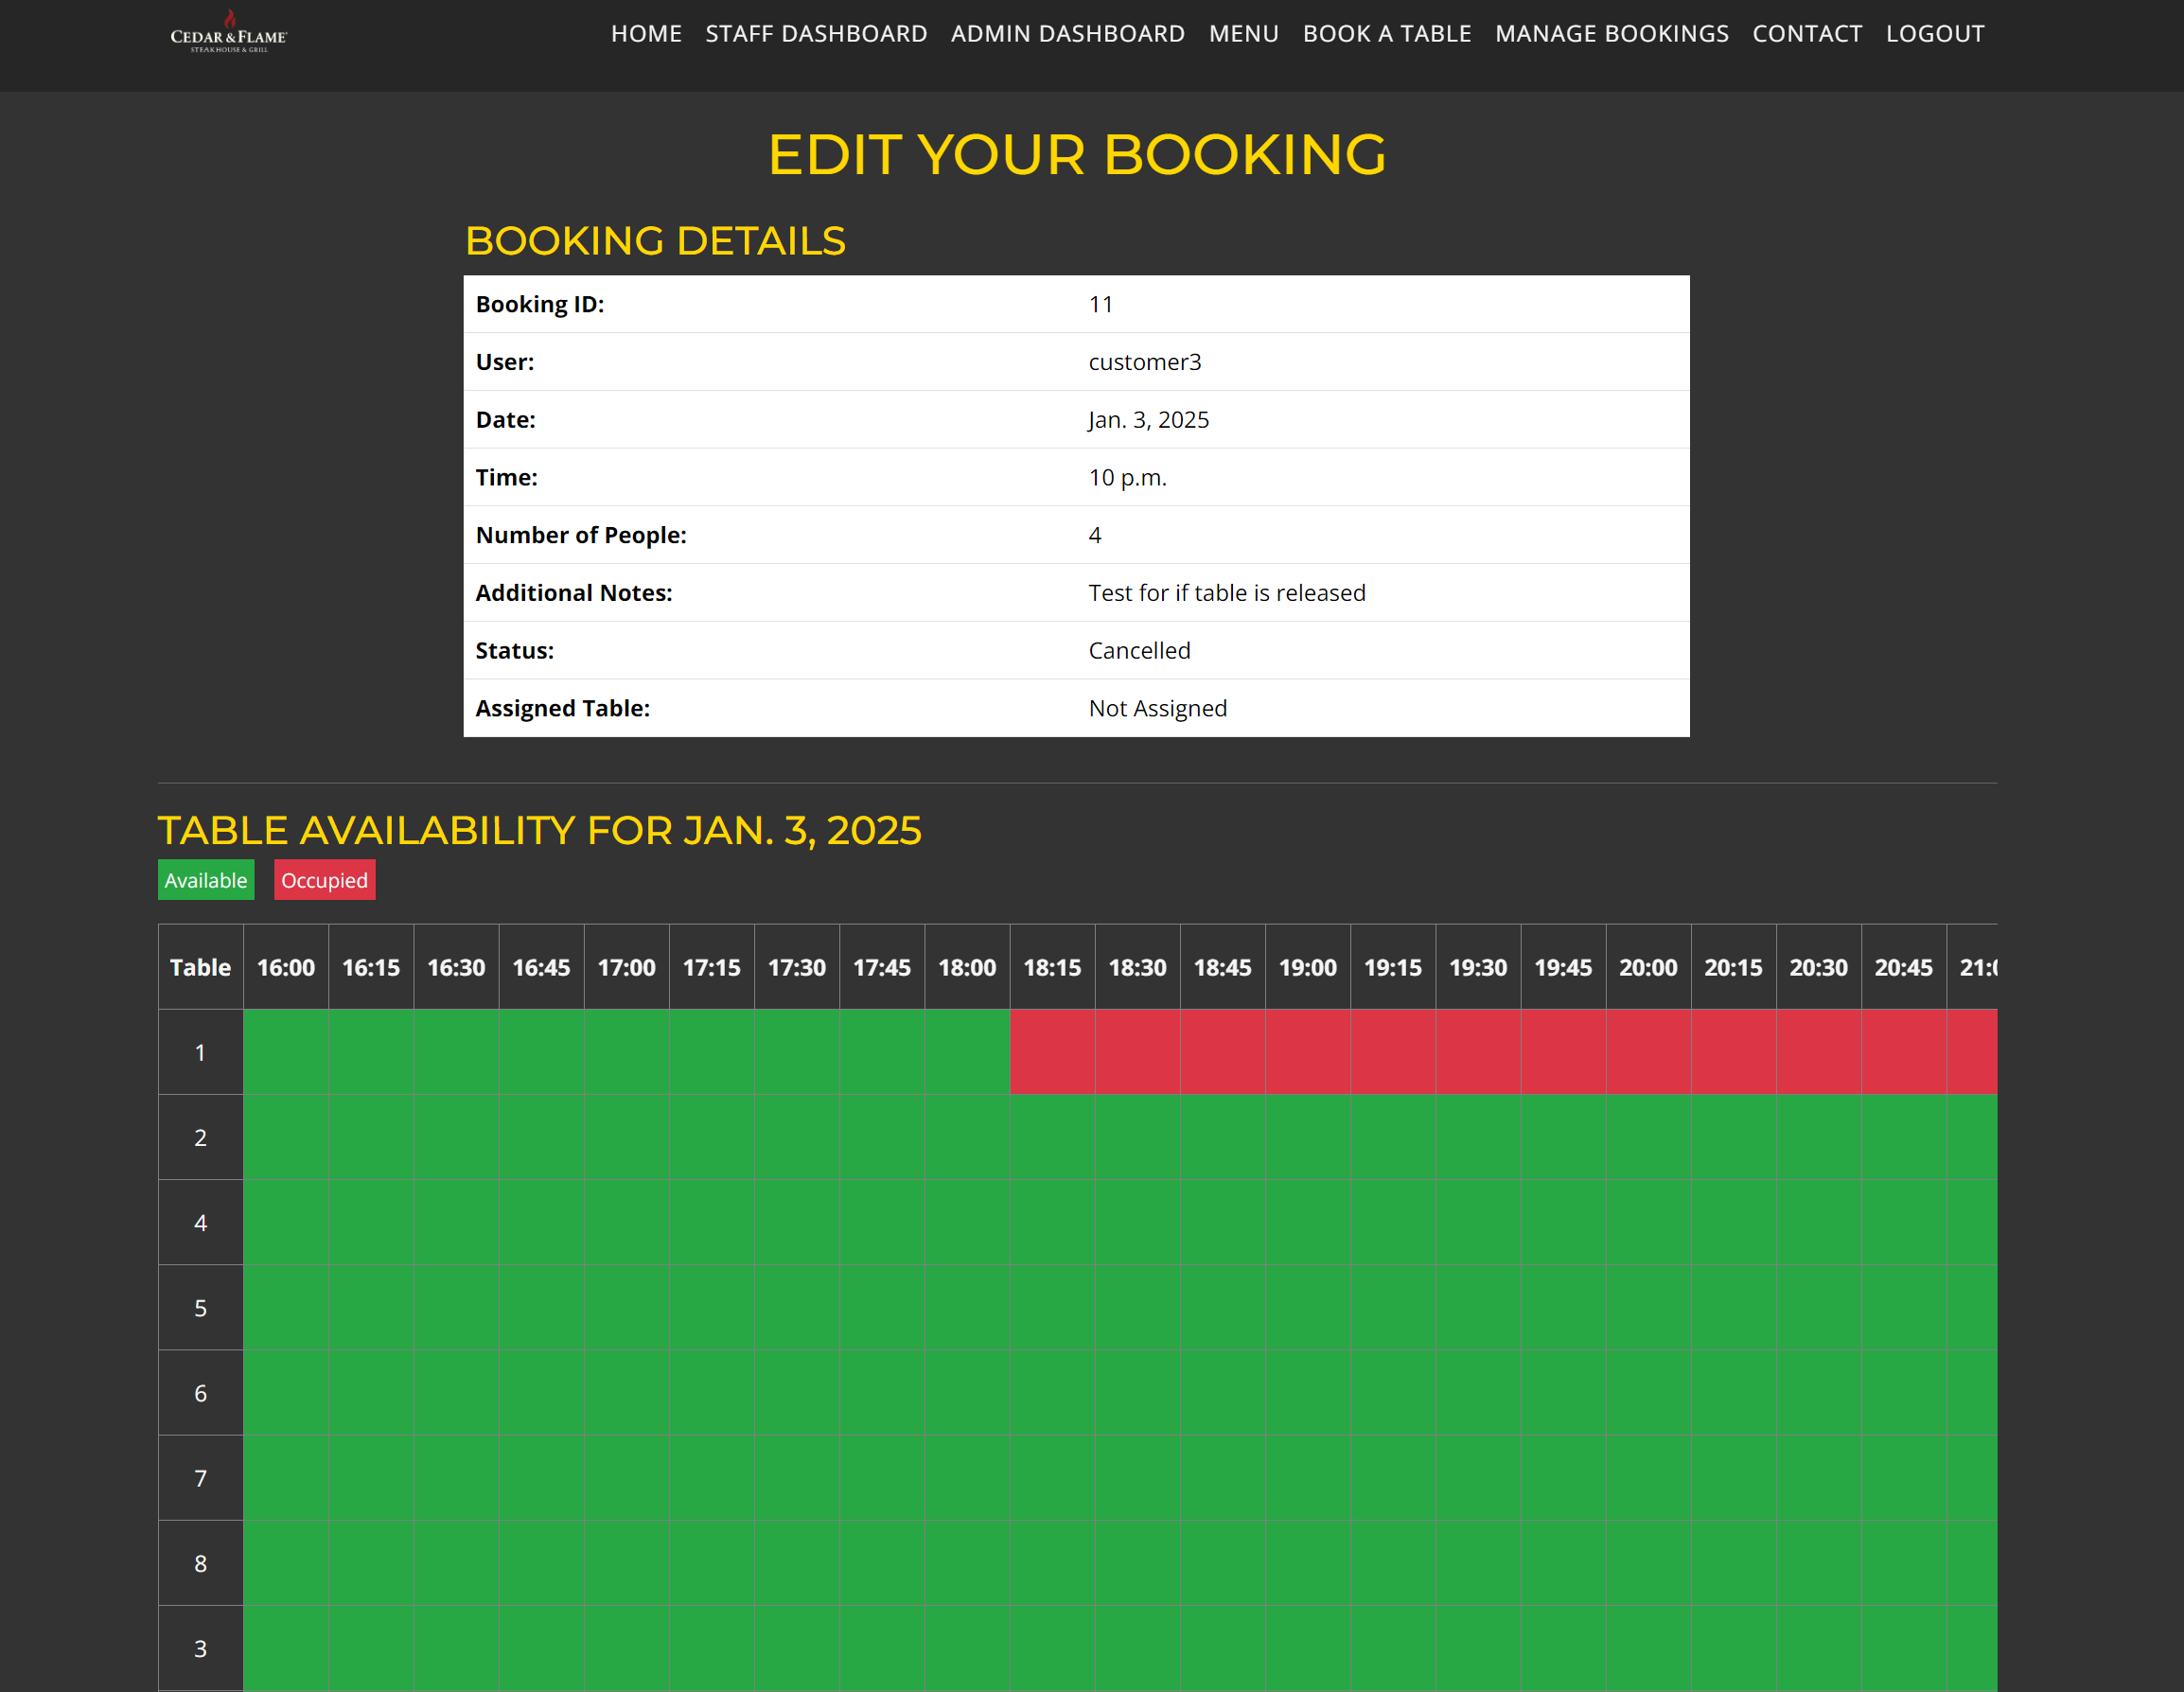 CEDAR & FLAME
STEAKHOUSE & GRILL
HOME STAFF DASHBOARD ADMIN DASHBOARD MENU BOOK A TABLE MANAGE BOOKINGS CONTACT LOGOUT
EDIT YOUR BOOKING
BOOKING DETAILS
Booking ID: 11
User: customer3
Date: Jan. 3, 2025
Time: 10 p.m.
Number of People: 4
Additional Notes: Test for if table is released
Status: Cancelled
Assigned Table: Not Assigned
TABLE AVAILABILITY FOR JAN. 3, 2025
Available Occupied
Table 16:00 16:15 16:30 16:45 17:00 17:15 17:30 17:45 18:00 18:15 18:30 18:45 19:00 19:15 19:30 19:45 20:00 20:15 20:30 20:45
1
2
4
5
6
7
8
3